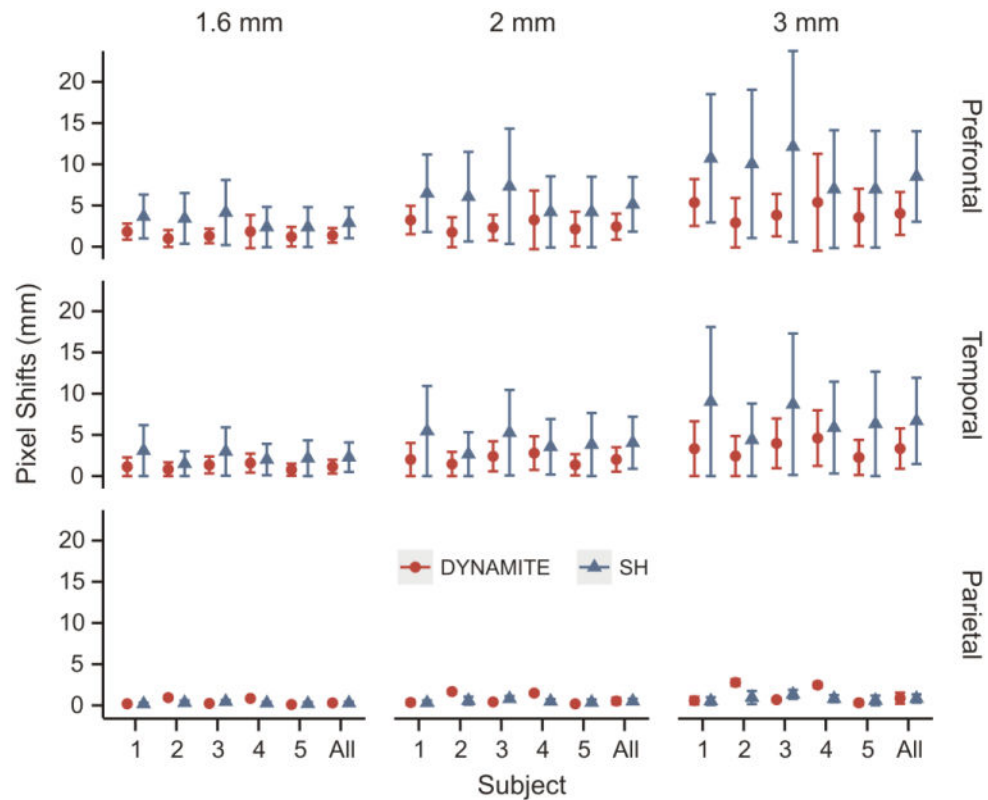 1.6 mm 2 mm 3 mm
20
15
10
5
0
Prefrontal
20
15
10
5
0
Temporal
Pixel Shifts (mm)
20
15
10
5
0
Parietal
DYNAMITE SH
1 2 3 4 5 All 1 2 3 4 5 All 1 2 3 4 5 All
Subject